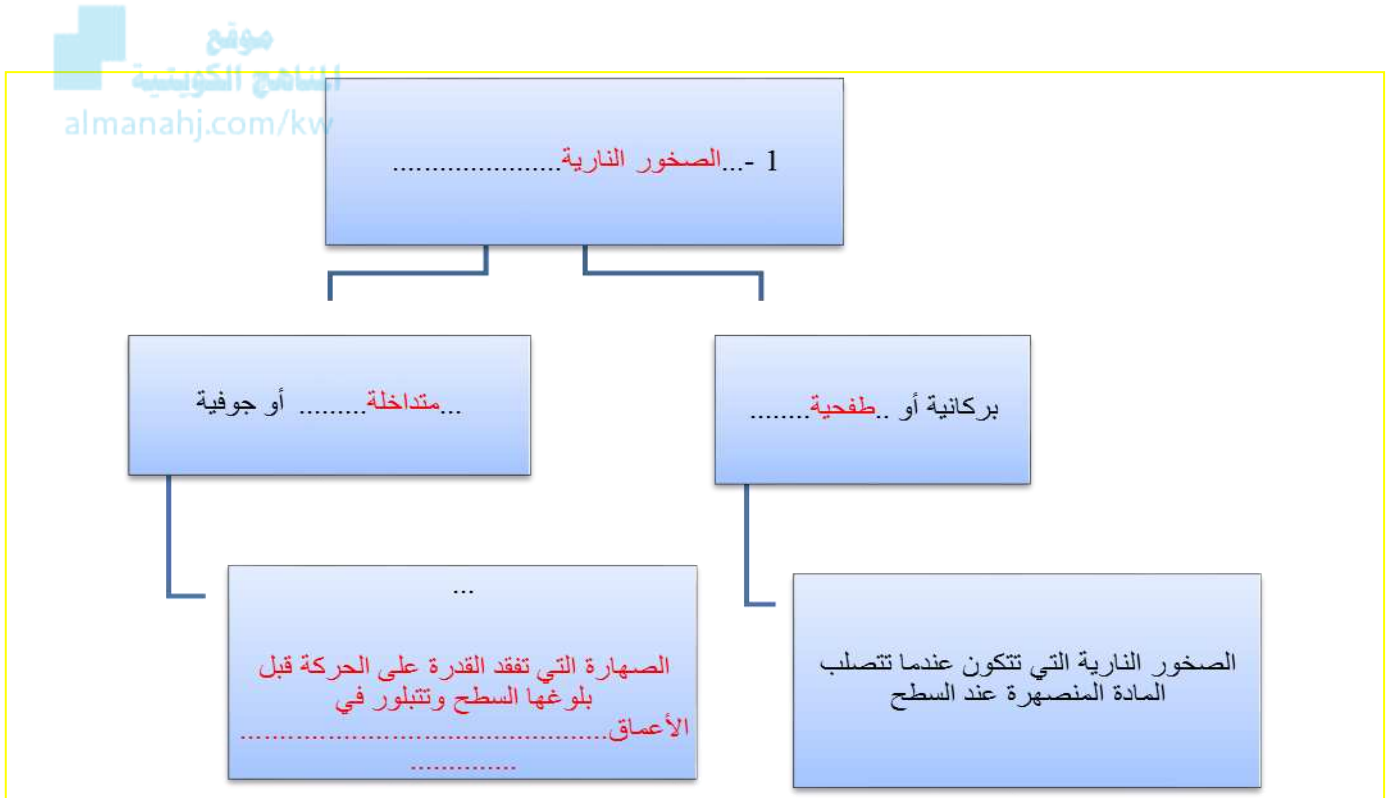 موقع
المناهج الكويتية
almanahj.com/kw
1 -...الصخور النارية......................
بركانية أو ..طفحية........
...متداخلة......... أو جوفية
الصخور النارية التي تتكون عندما تتصلب
المادة المنصهرة عند السطح
...
الصهارة التي تفقد القدرة على الحركة قبل
بلوغها السطح وتتبلور في
الأعماق...............................................
..............